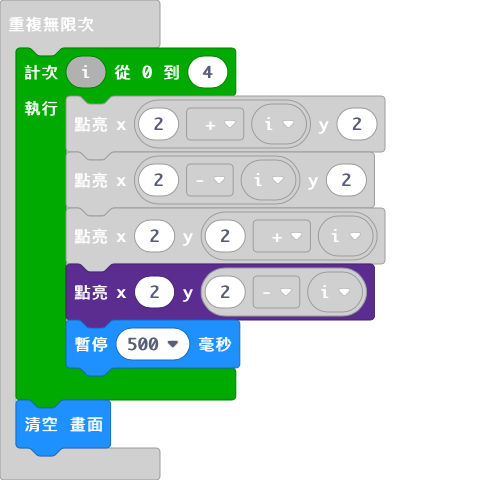 重複無限次
計次 i 從 0 到 4
執行
點亮 x 2 + i y 2
點亮 x 2 - i y 2
點亮 x 2 y 2 + i
點亮 x 2 y 2 - i
暫停 500 毫秒
清空 畫面